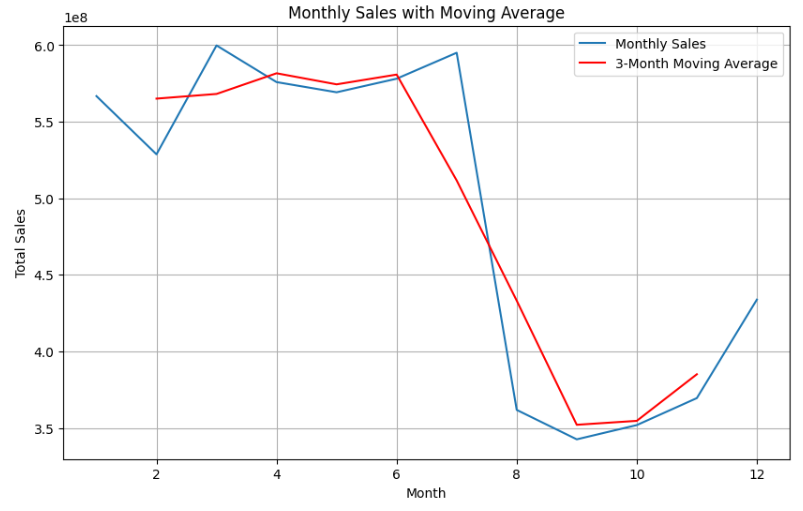 Monthly Sales with Moving Average
1e8
Monthly Sales
3-Month Moving Average
6.0
5.5
5.0
4.5
4.0
3.5
Total Sales
2 4 6 8 10 12
Month